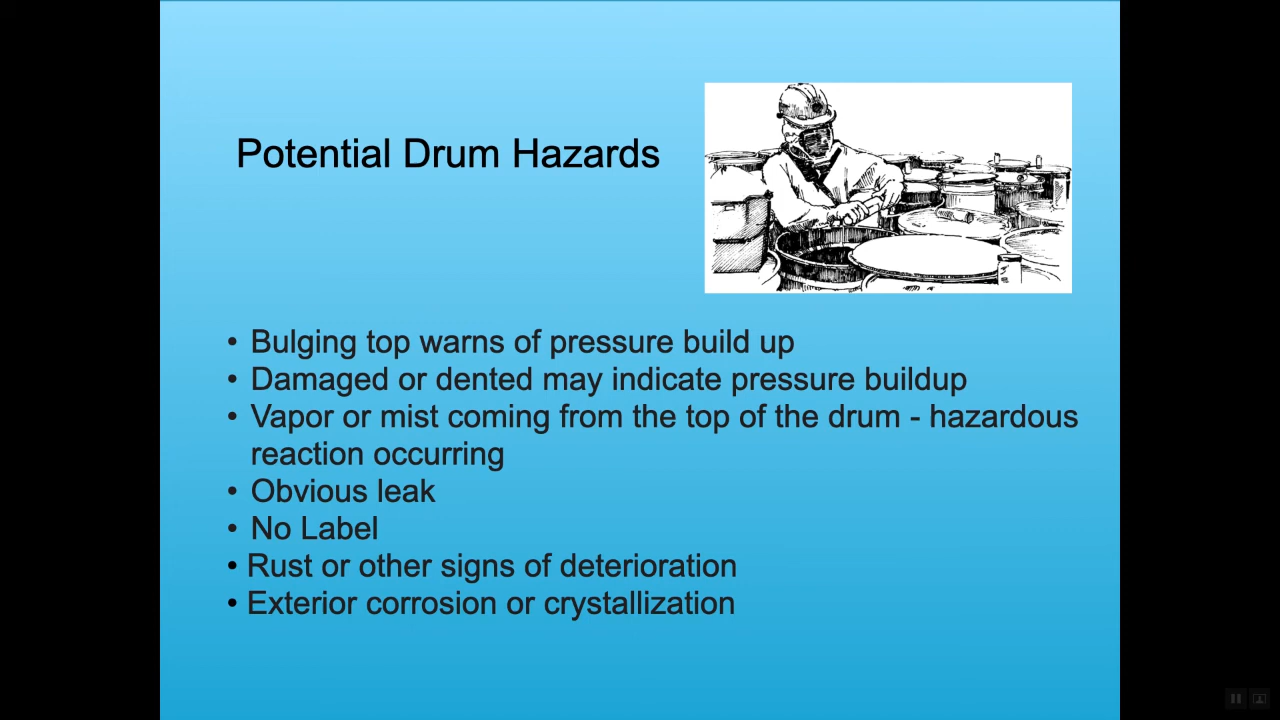 Potential Drum Hazards
• Bulging top warns of pressure build up
• Damaged or dented may indicate pressure buildup
• Vapor or mist coming from the top of the drum - hazardous
reaction occurring
• Obvious leak
• No Label
• Rust or other signs of deterioration
• Exterior corrosion or crystallization